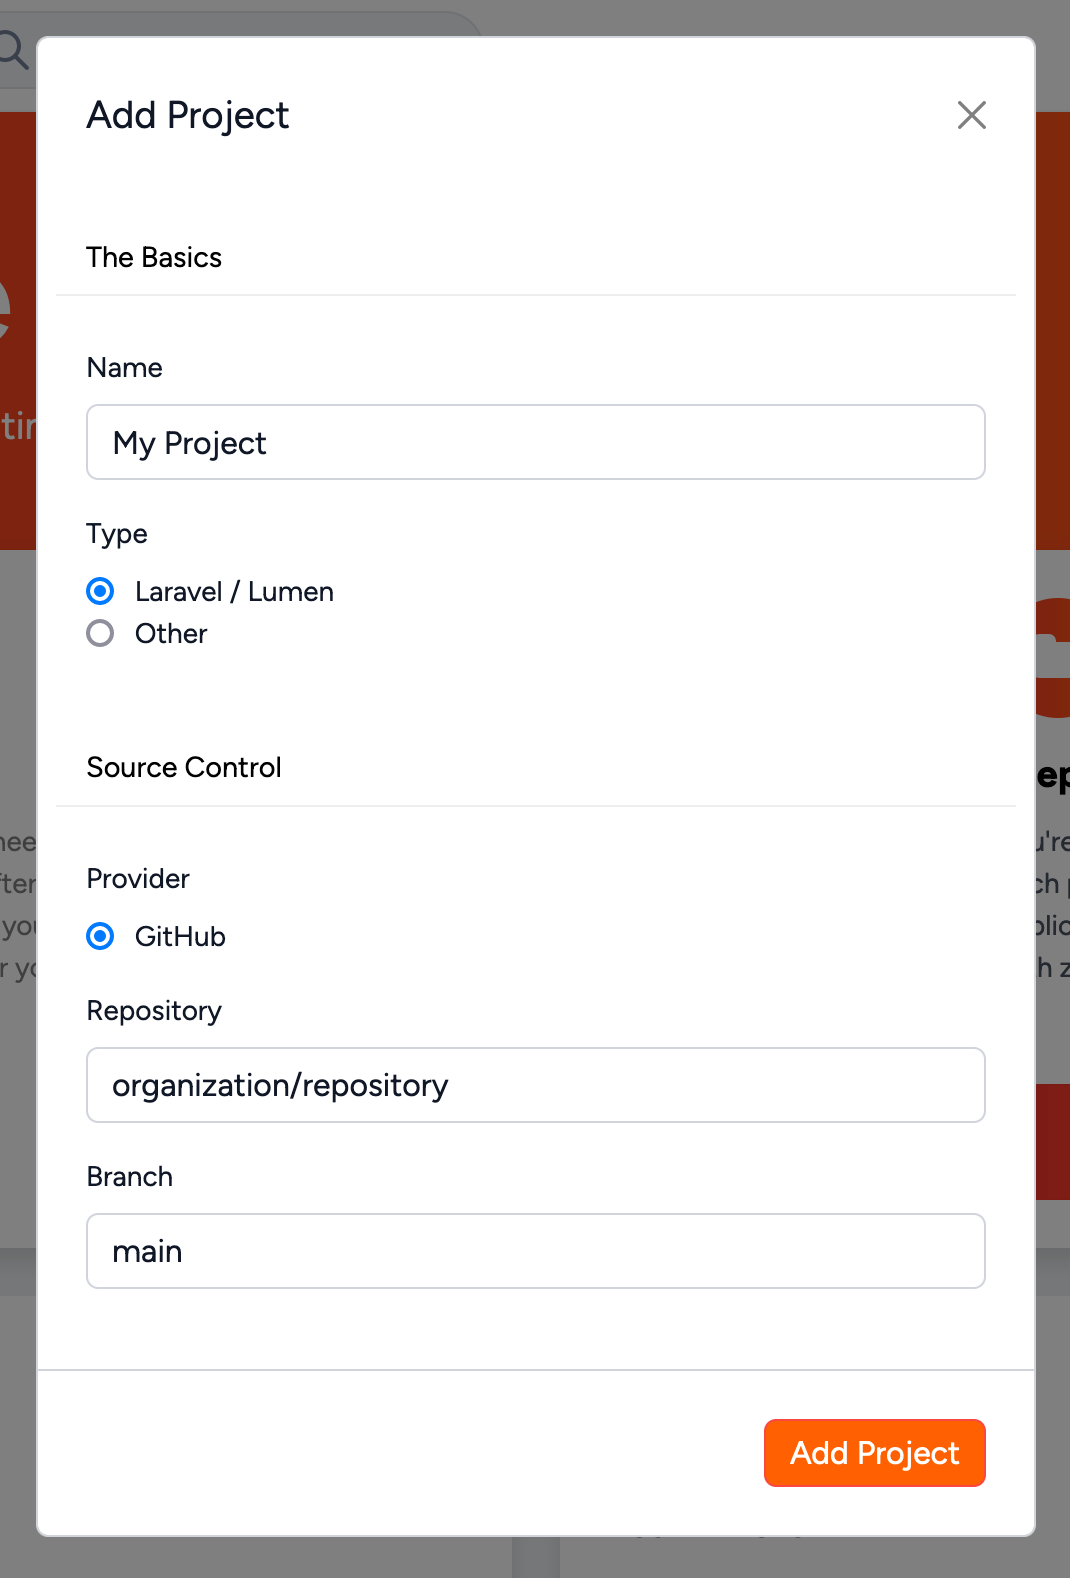 Add Project
The Basics
Name
My Project
Type
Laravel / Lumen
Other
Source Control
Provider
GitHub
Repository
organization/repository
Branch
main
Add Project